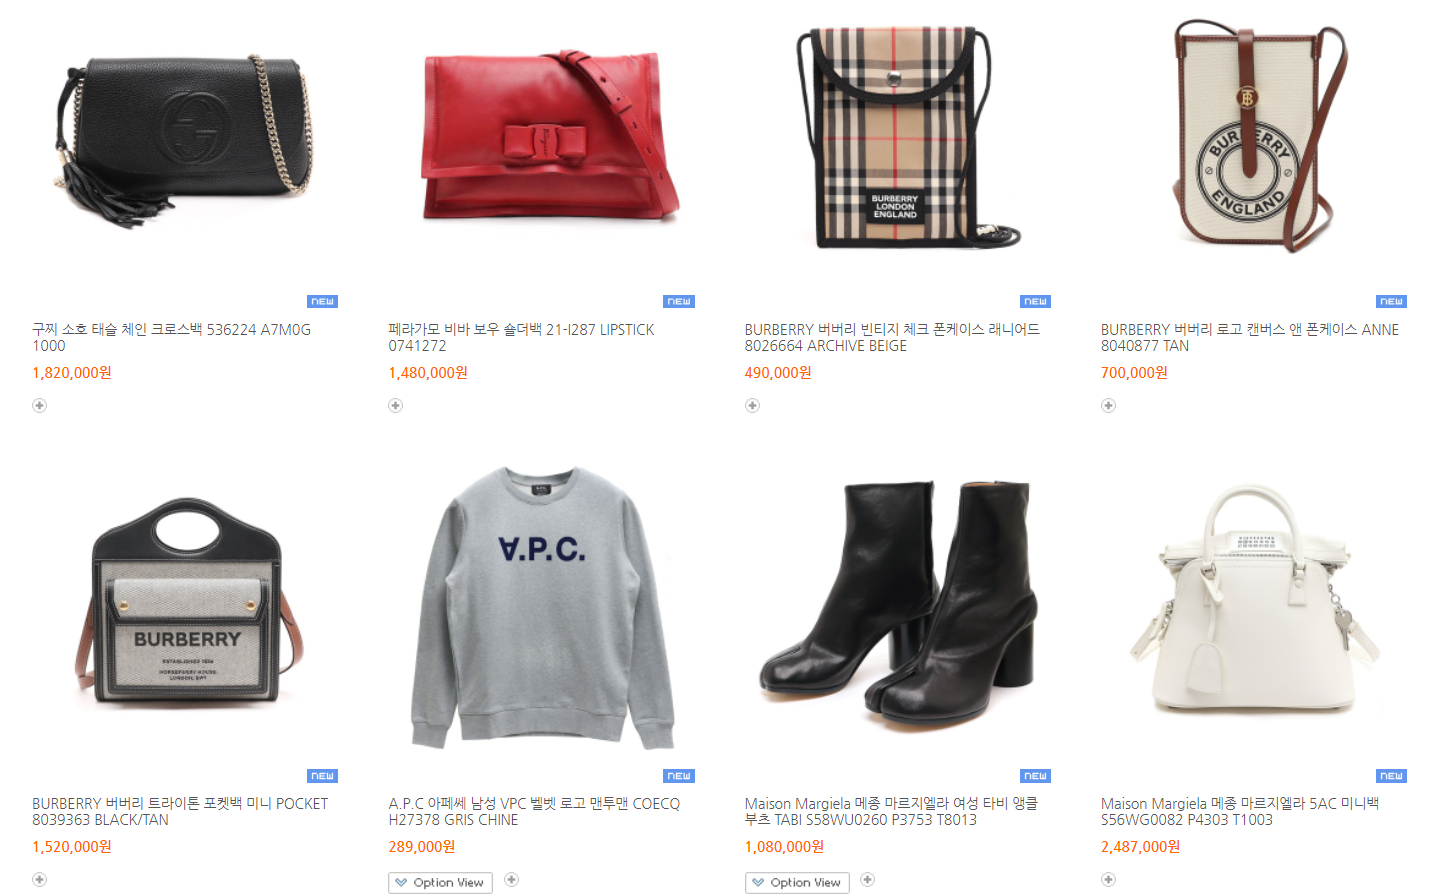 BURBERRY
LONDON
ENGLAND
BURBERRY
ENGLAND
NEW
NEW
NEW
NEW
구찌 소호 태슬 체인 크로스백 536224 A7M0G
1000
1,820,000원
페라가모 비바 보우 숄더백 21-I287 LIPSTICK
0741272
1,480,000원
BURBERRY 버버리 빈티지 체크 폰케이스 래니어드
8026664 ARCHIVE BEIGE
490,000원
BURBERRY 버버리 로고 캔버스 앤 폰케이스 ANNE
8040877 TAN
700,000원
BURBERRY
ESTABLISHED 1856
HORSEFERRY HOUSE
LONDON, SW1
A.P.C.
NEW
NEW
NEW
NEW
BURBERRY 버버리 트라이톤 포켓백 미니 POCKET
8039363 BLACK/TAN
1,520,000원
A.P.C 아페쎄 남성 VPC 벨벳 로고 맨투맨 COECQ
H27378 GRIS CHINE
289,000원
Option View
Maison Margiela 메종 마르지엘라 여성 타비 앵클
부츠 TABI S58WU0260 P3753 T8013
1,080,000원
Option View
Maison Margiela 메종 마르지엘라 5AC 미니백
S56WG0082 P4303 T1003
2,487,000원